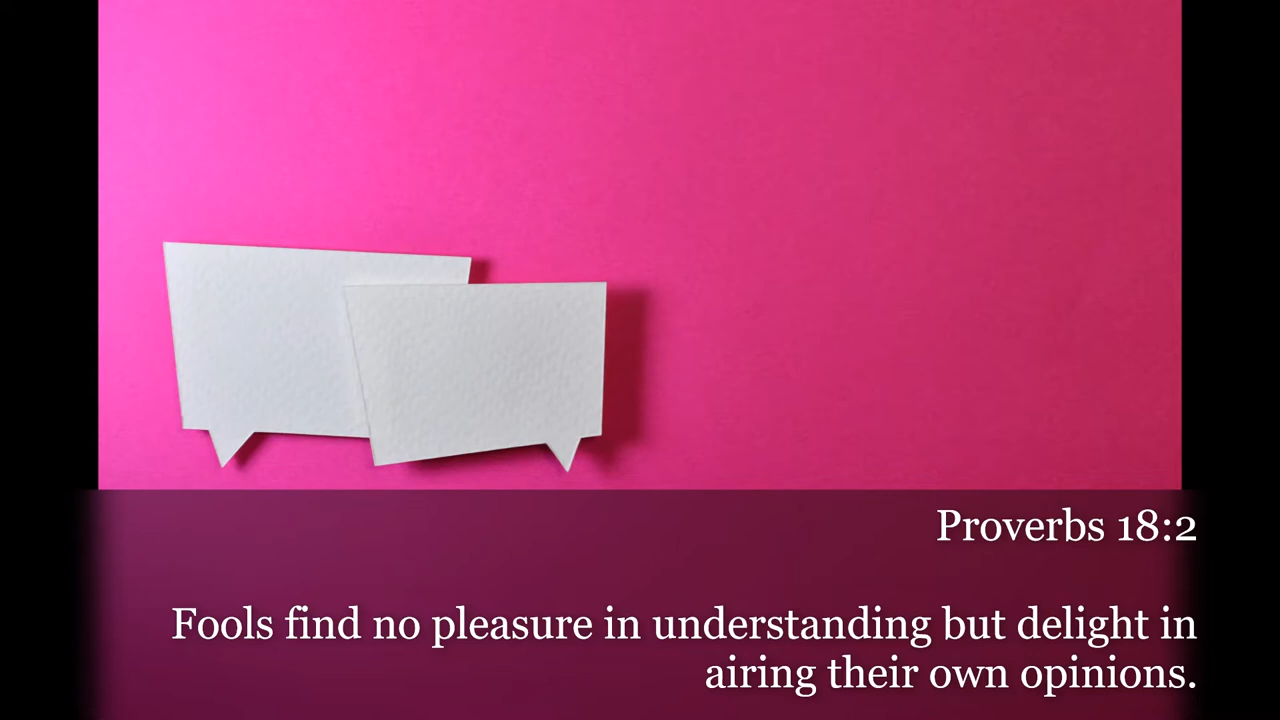 Proverbs 18:2
Fools find no pleasure in understanding but delight in
airing their own opinions.